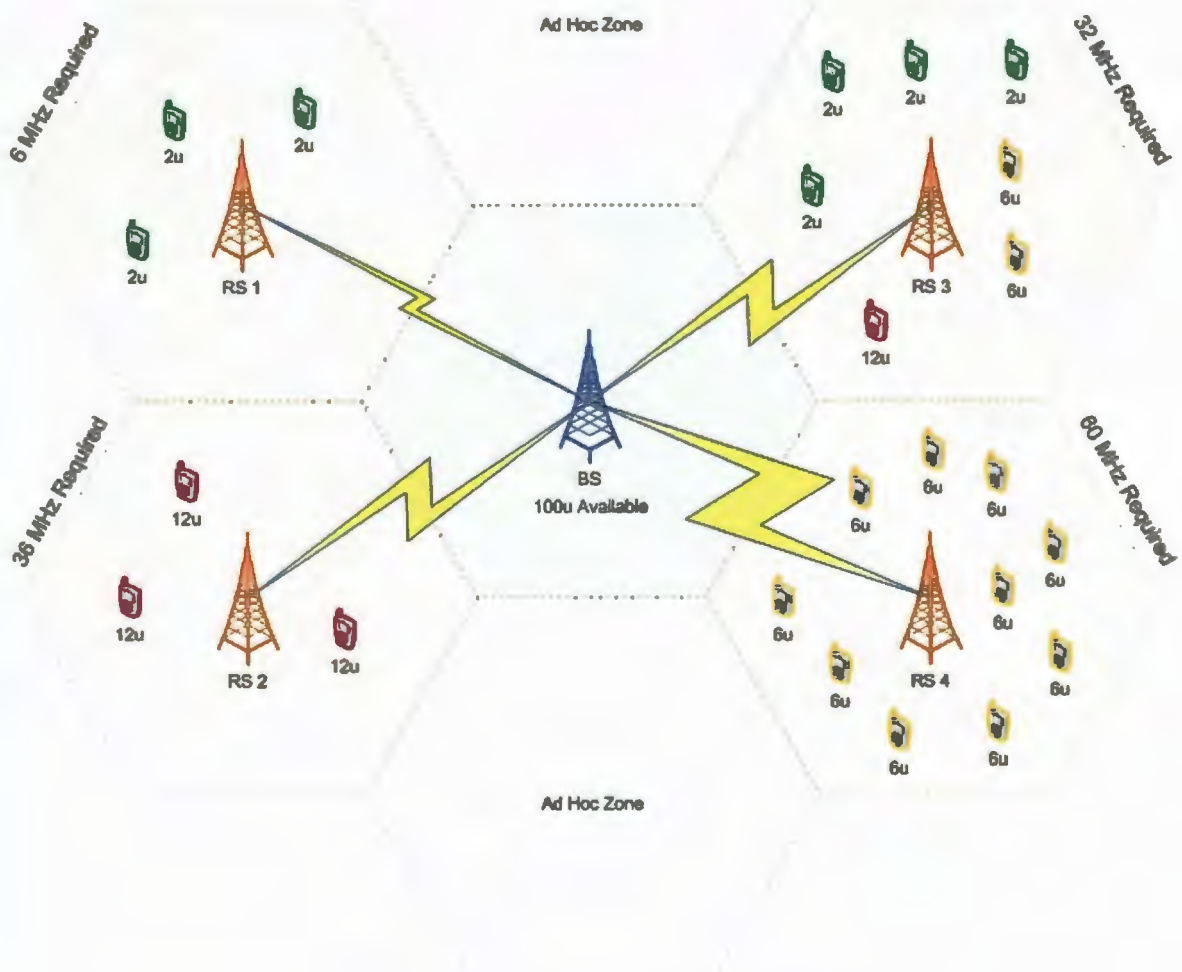 Ad Hoc Zone
6 MHz Required
2u
2u
2u
RS 1
32 MHz Required
2u
2u
2u
2u
6u
6u
12u
RS 3
BS
100u Available
36 MHz Required
12u
12u
12u
RS 2
60 MHz Required
6u
6u
6u
6u
6u
6u
6u
6u
6u
6u
RS 4
Ad Hoc Zone